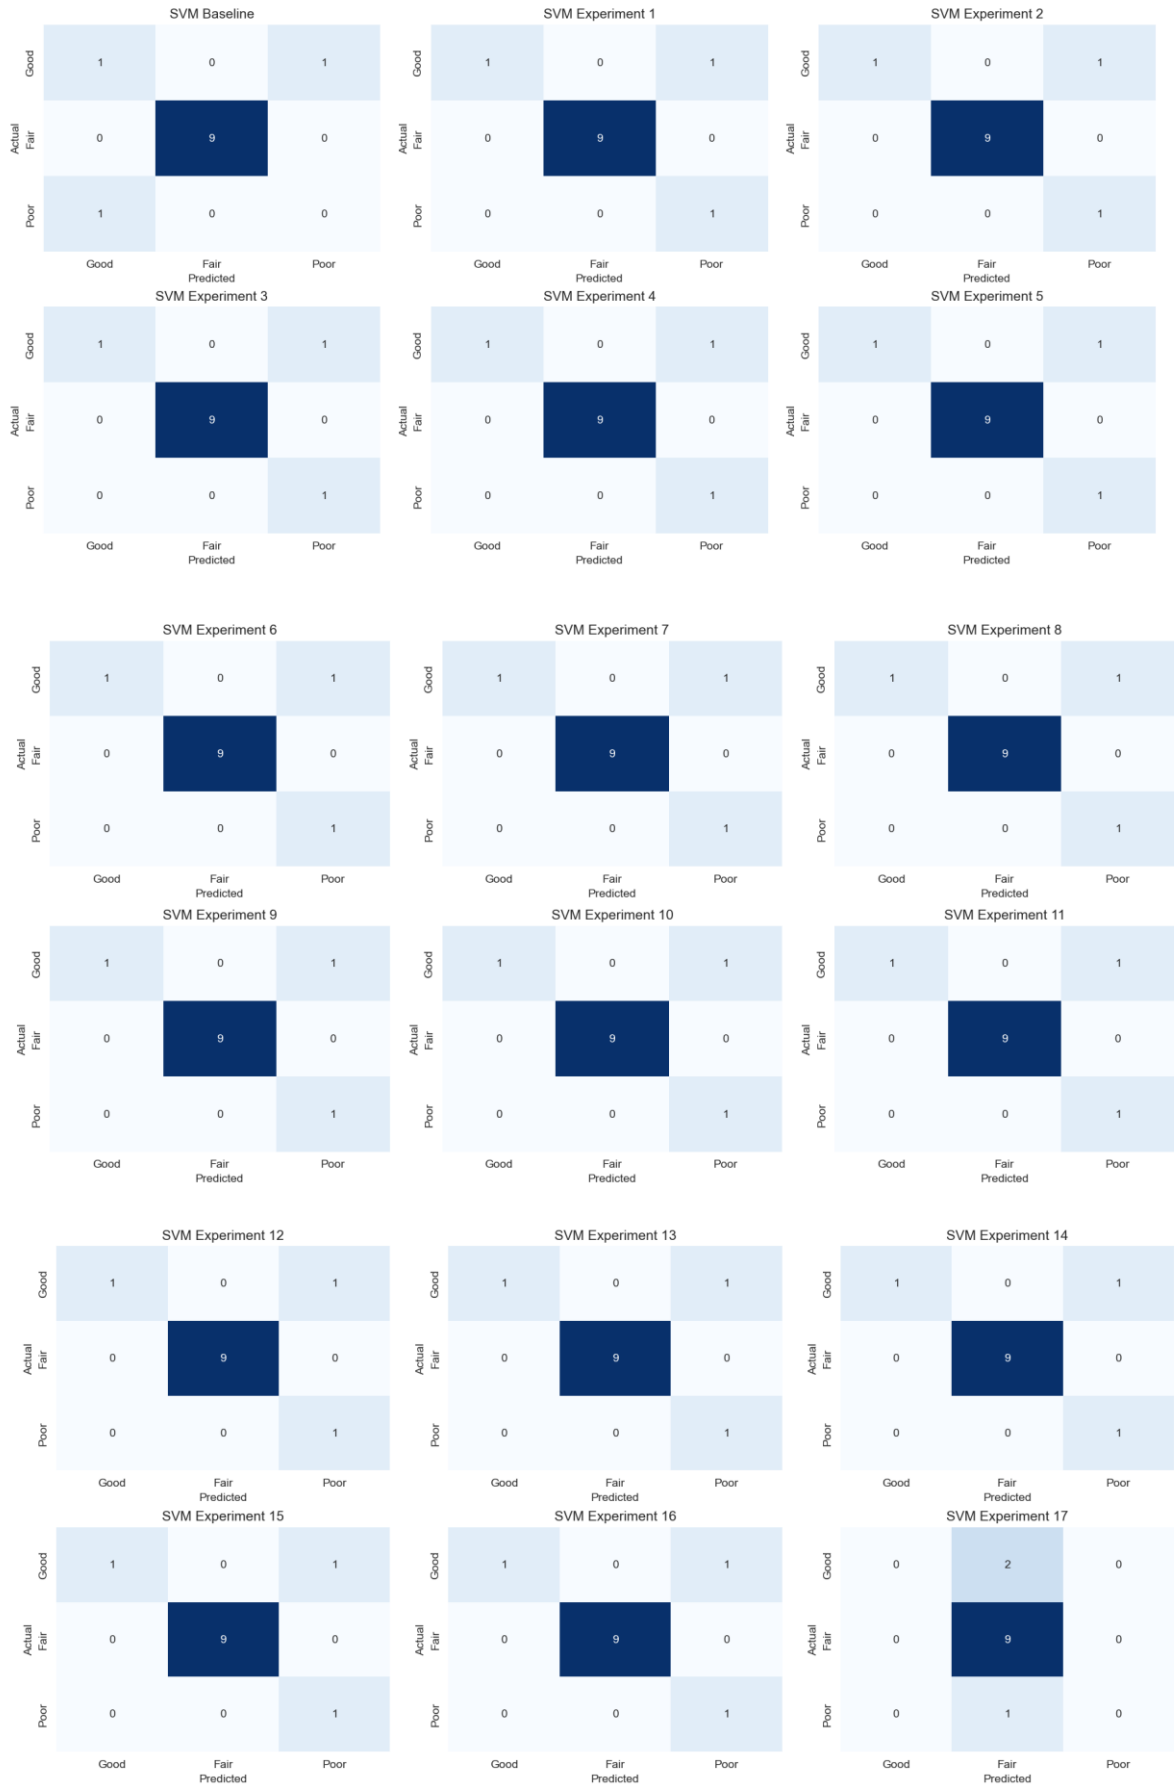 SVM Baseline
SVM Experiment 1
SVM Experiment 2
Good 1 0 1
Good 1 0 1
Good 1 0 1
Actual Fair 0 9 0
Actual Fair 0 9 0
Actual Fair 0 9 0
Poor 1 0 0
Poor 0 0 1
Poor 0 0 1
Good Fair Poor
Good Fair Poor
Good Fair Poor
Predicted
Predicted
Predicted
SVM Experiment 3
SVM Experiment 4
SVM Experiment 5
Good 1 0 1
Good 1 0 1
Good 1 0 1
Actual Fair 0 9 0
Actual Fair 0 9 0
Actual Fair 0 9 0
Poor 0 0 1
Poor 0 0 1
Poor 0 0 1
Good Fair Poor
Good Fair Poor
Good Fair Poor
Predicted
Predicted
Predicted
SVM Experiment 6
SVM Experiment 7
SVM Experiment 8
Good 1 0 1
Good 1 0 1
Good 1 0 1
Actual Fair 0 9 0
Actual Fair 0 9 0
Actual Fair 0 9 0
Poor 0 0 1
Poor 0 0 1
Poor 0 0 1
Good Fair Poor
Good Fair Poor
Good Fair Poor
Predicted
Predicted
Predicted
SVM Experiment 9
SVM Experiment 10
SVM Experiment 11
Good 1 0 1
Good 1 0 1
Good 1 0 1
Actual Fair 0 9 0
Actual Fair 0 9 0
Actual Fair 0 9 0
Poor 0 0 1
Poor 0 0 1
Poor 0 0 1
Good Fair Poor
Good Fair Poor
Good Fair Poor
Predicted
Predicted
Predicted
SVM Experiment 12
SVM Experiment 13
SVM Experiment 14
Good 1 0 1
Good 1 0 1
Good 1 0 1
Actual Fair 0 9 0
Actual Fair 0 9 0
Actual Fair 0 9 0
Poor 0 0 1
Poor 0 0 1
Poor 0 0 1
Good Fair Poor
Good Fair Poor
Good Fair Poor
Predicted
Predicted
Predicted
SVM Experiment 15
SVM Experiment 16
SVM Experiment 17
Good 1 0 1
Good 1 0 1
Good 0 2 0
Actual Fair 0 9 0
Actual Fair 0 9 0
Actual Fair 0 9 0
Poor 0 0 1
Poor 0 0 1
Poor 0 1 0
Good Fair Poor
Good Fair Poor
Good Fair Poor
Predicted
Predicted
Predicted